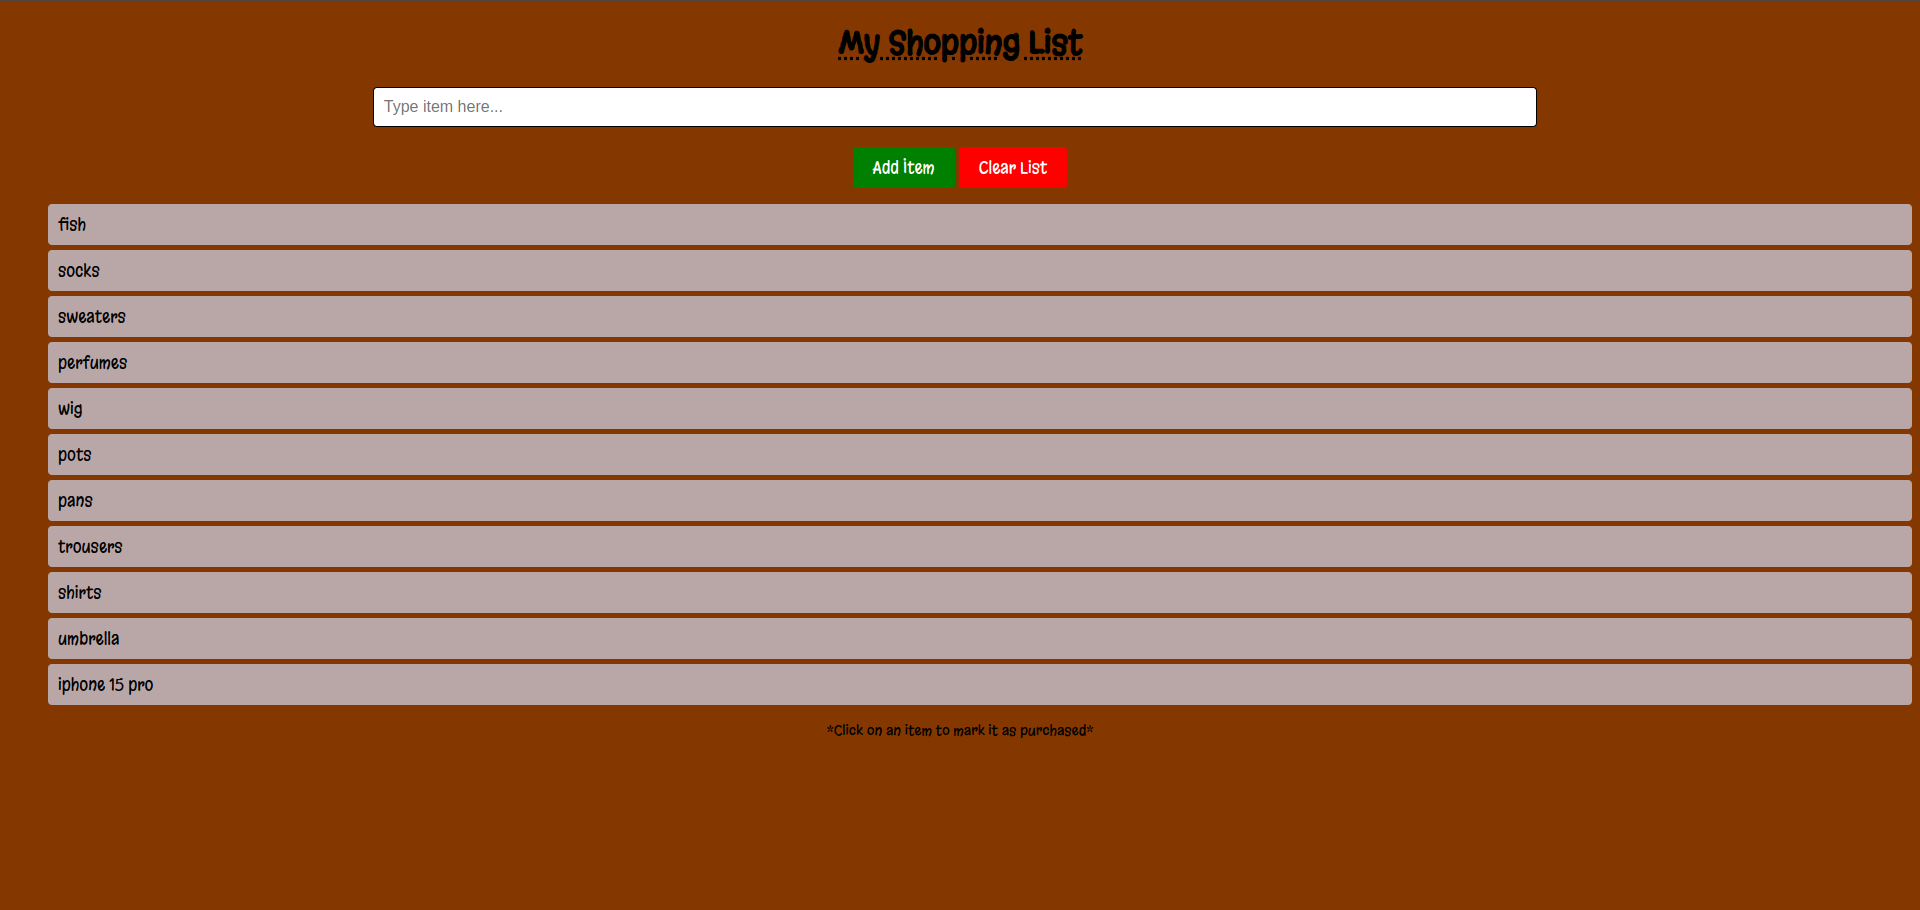 My Shopping List
Type item here...
Add item Clear List
fish
socks
sweaters
perfumes
wig
pots
pans
trousers
shirts
umbrella
iphone 15 pro
*Click on an item to mark it as purchased*